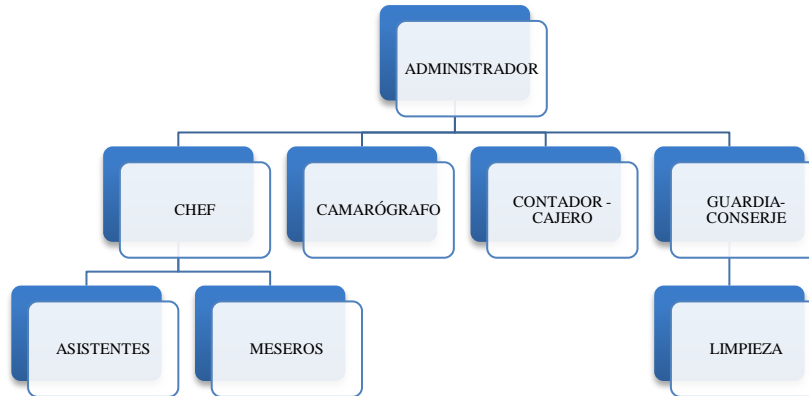 ADMINISTRADOR
CHEF
CAMARÓGRAFO
CONTADOR -
CAJERO
GUARDIA-
CONSERJE
ASISTENTES
MESEROS
LIMPIEZA